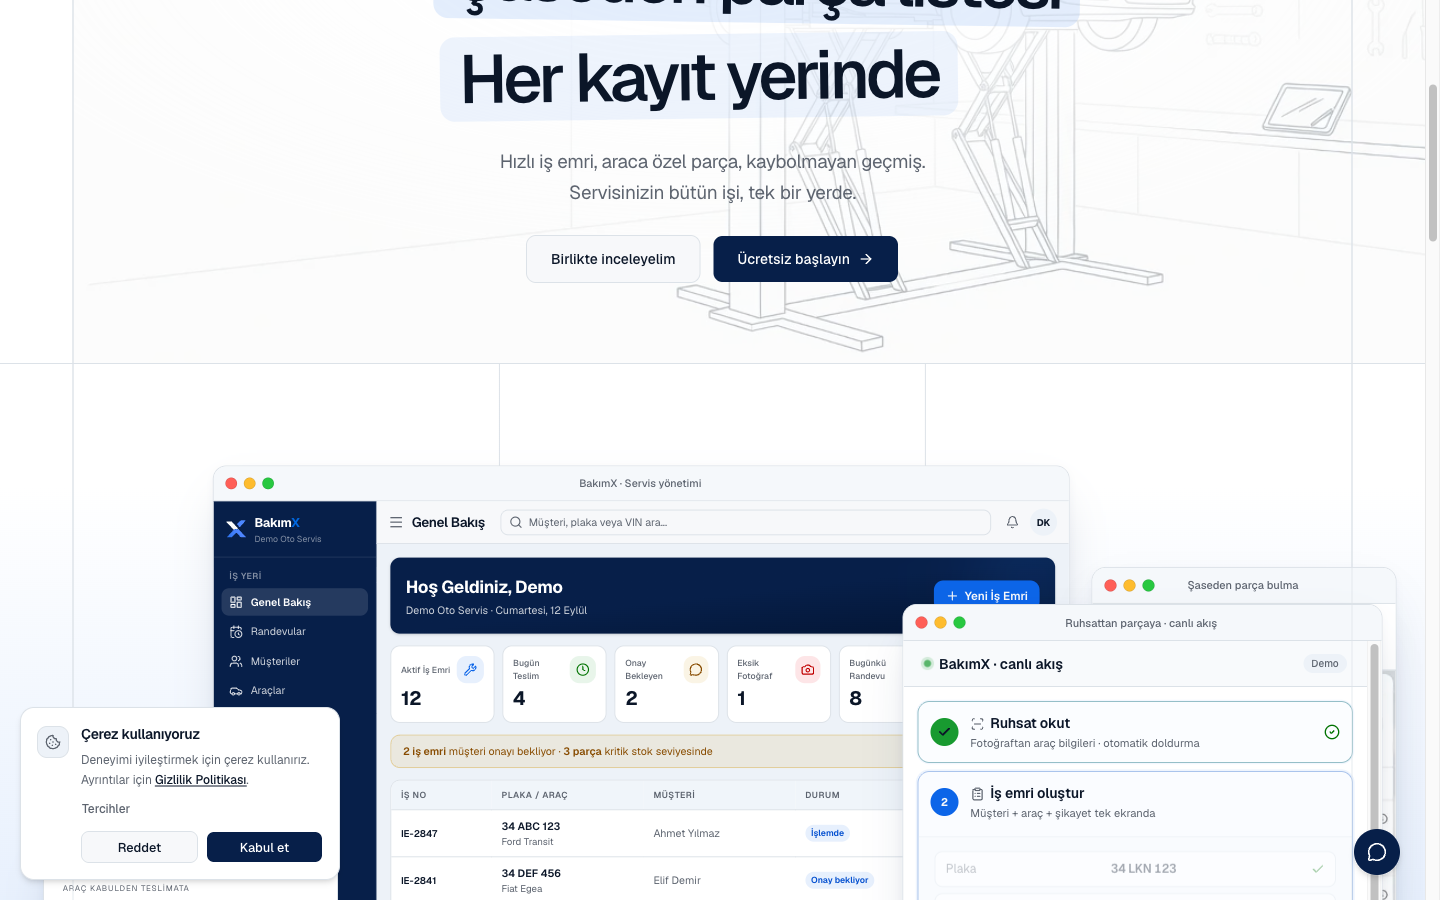 Şaseden parça listesi
Her kayıt yerinde
Hızlı iş emri, araca özel parça, kaybolmayan geçmiş.
Servisinizin bütün işi, tek bir yerde.
Birlikte inceleyelim
Ücretsiz başlayın
BakımX · Servis yönetimi
BakımX
Demo Oto Servis
Genel Bakış
Müşteri, plaka veya VIN ara...
DK
İŞ YERİ
Genel Bakış
Randevular
Müşteriler
Araçlar
Hoş Geldiniz, Demo
Demo Oto Servis · Cumartesi, 12 Eylül
Yeni İş Emri
Aktif İş Emri
12
Bugün
Teslim
4
Onay
Bekleyen
2
Eksik
Fotoğraf
1
Bugünkü
Randevu
8
2 iş emri müşteri onayı bekliyor · 3 parça kritik stok seviyesinde
İŞ NO PLAKA / ARAÇ MÜŞTERİ DURUM
IE-2847 34 ABC 123 Ahmet Yılmaz İşlemde
Ford Transit
IE-2841 34 DEF 456 Elif Demir Onay bekliyor
Fiat Egea
Şaseden parça bulma
Ruhsattan parçaya · canlı akış
BakımX · canlı akış
Demo
Ruhsat okut
Fotoğraftan araç bilgileri · otomatik doldurma
2
İş emri oluştur
Müşteri + araç + şikayet tek ekranda
Plaka 34 LKN 123
Çerez kullanıyoruz
Deneyimi iyileştirmek için çerez kullanırız.
Ayrıntılar için Gizlilik Politikası.
Tercihler
Reddet
Kabul et
ARAÇ KABULDEN TESLİMATA